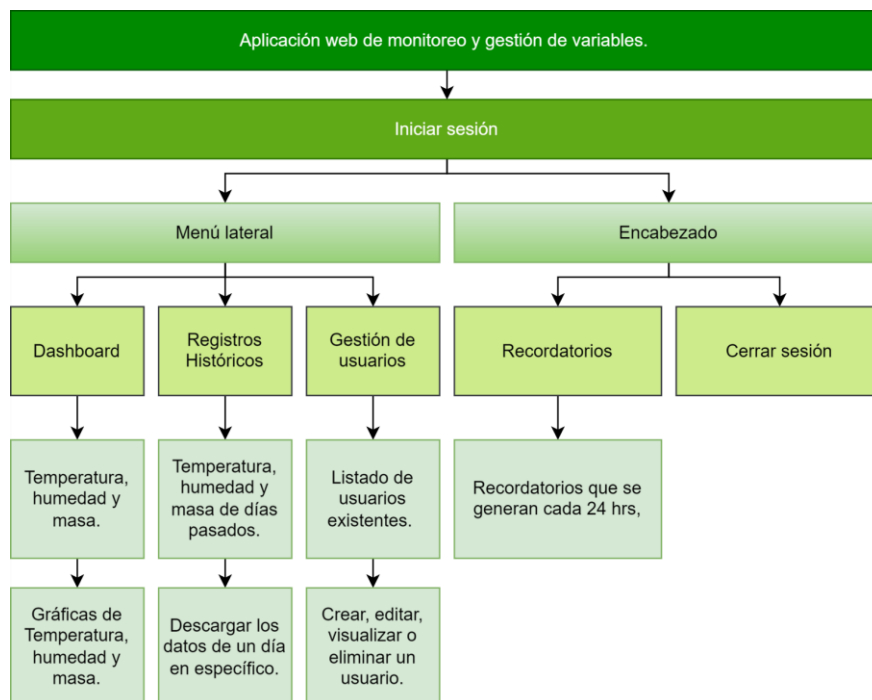 Aplicación web de monitoreo y gestión de variables.
Iniciar sesión
Menú lateral
Encabezado
Dashboard
Registros
Históricos
Gestión de
usuarios
Recordatorios
Cerrar sesión
Temperatura,
humedad y
masa.
Temperatura,
humedad y
masa de días
pasados.
Listado de
usuarios
existentes.
Recordatorios que se
generan cada 24 hrs,
Gráficas de
Temperatura,
humedad y
masa.
Descargar los
datos de un día
en específico.
Crear, editar,
visualizar o
eliminar un
usuario.